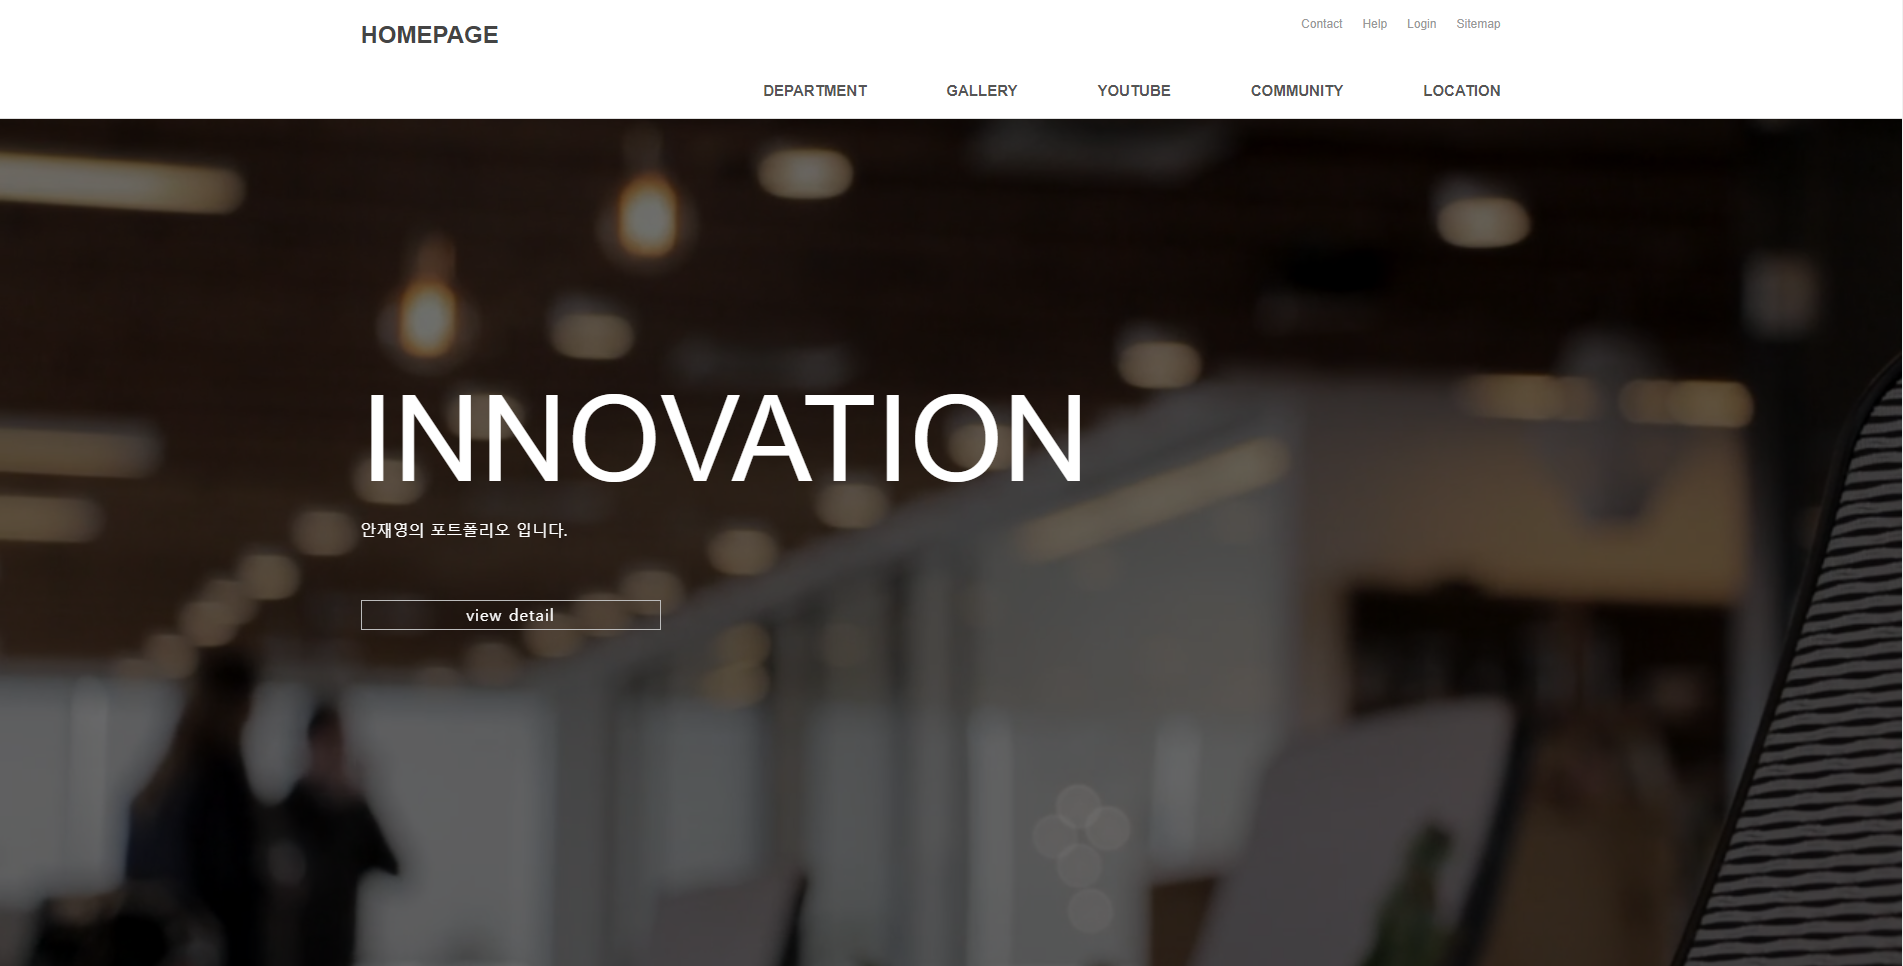 HOMEPAGE
Contact Help Login Sitemap
DEPARTMENT GALLERY YOUTUBE COMMUNITY LOCATION
INNOVATION
안재영의 포트폴리오 입니다.
view detail